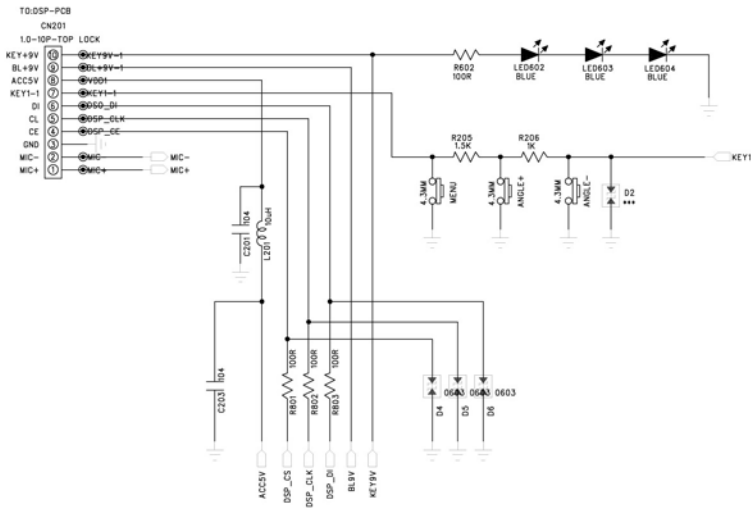 TO:DSP-PCB
CN201
1.0-10P-TOP LOCK
KEY+9V 10 KEY9V-1
BL+9V 9 BL+9V-1
ACC5V 8 VDD1
KEY1-1 7 KEY1-1
DI 6 DSO_DI
CL 5 DSP_CLK
CE 4 DSP_CE
GND 3
MIC- 2 MIC- MIC-
MIC+ 1 MIC+ MIC+
R602
100R
LED602
BLUE
LED603
BLUE
LED604
BLUE
R205
1.5K
R206
1K
KEY1
4.3MM
MENU
4.3MM
ANGLE+
4.3MM
ANGLE-
D2
***
104
C201
10uH
L201
104
C203
100R
R801
100R
R802
100R
R803
0603 0603 0603
D4
D5
D6
ACC5V
DSP_CS
DSP_CLK
DSP_DI
BL9V
KEY9V